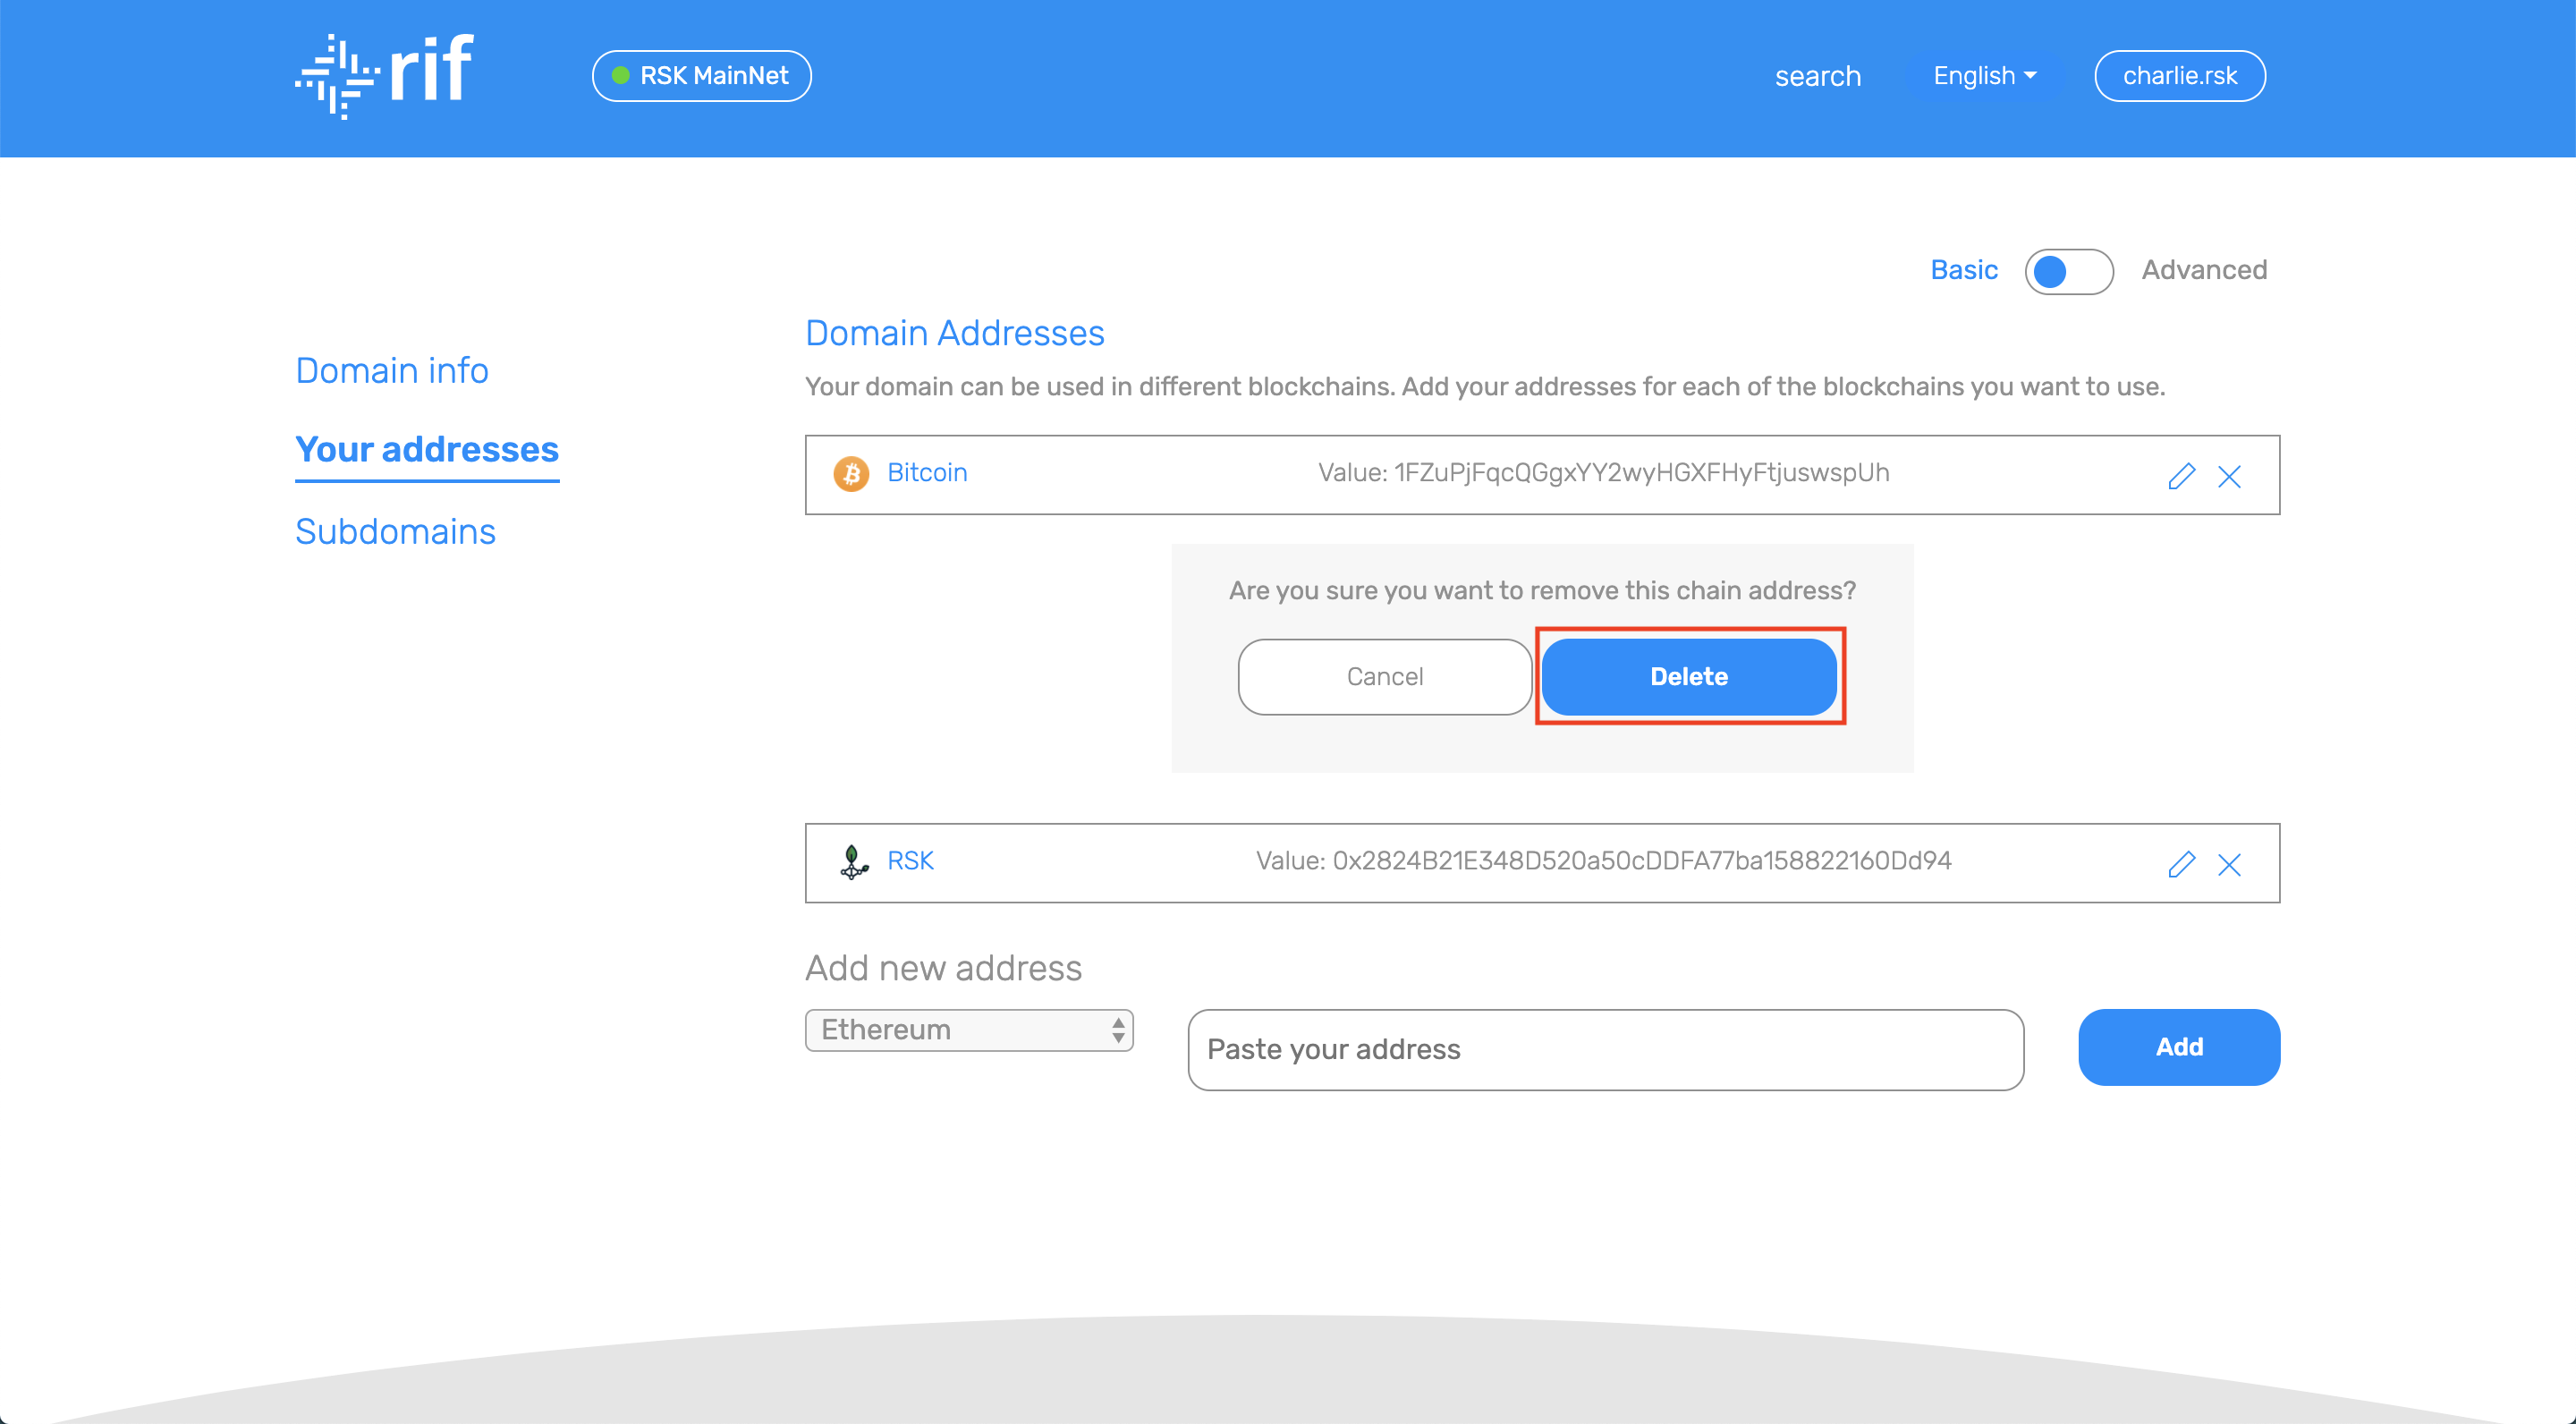 rif
RSK MainNet
search
English
charlie.rsk
Basic
Advanced
Domain info
Your addresses
Subdomains
Domain Addresses
Your domain can be used in different blockchains. Add your addresses for each of the blockchains you want to use.
Bitcoin
Value: 1FZuPjFqcQGgxYY2wyHGXFHyFtjuswspUh
Are you sure you want to remove this chain address?
Cancel
Delete
RSK
Value: 0x2824B21E348D520a50cDDFA77ba158822160Dd94
Add new address
Ethereum
Paste your address
Add